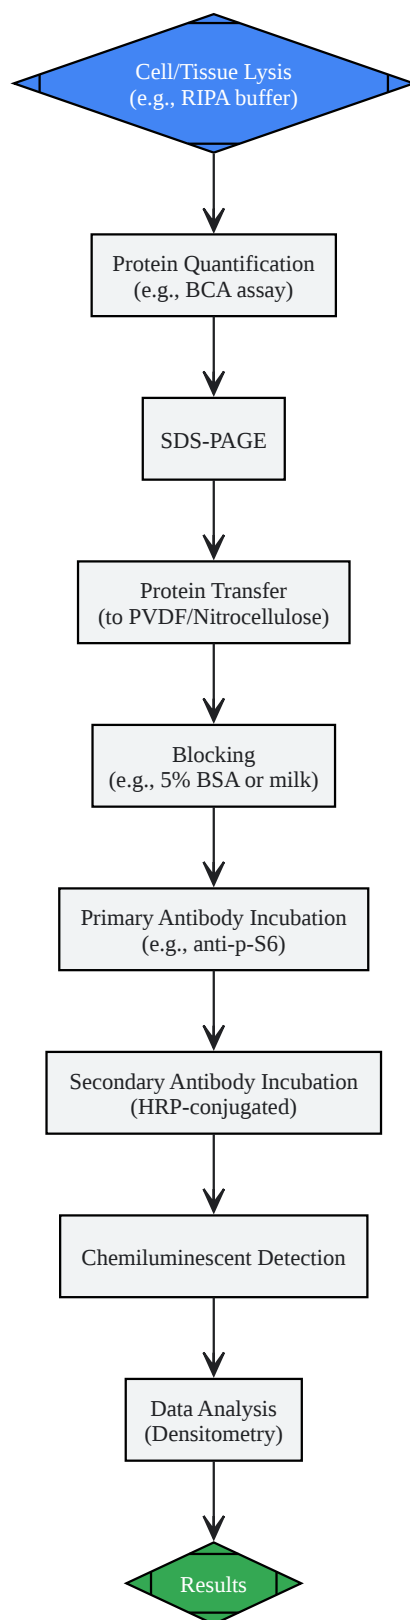 Cell/Tissue Lysis
(e.g., RIPA buffer)
Protein Quantification
(e.g., BCA assay)
SDS-PAGE
Protein Transfer
(to PVDF/Nitrocellulose)
Blocking
(e.g., 5% BSA or milk)
Primary Antibody Incubation
(e.g., anti-p-S6)
Secondary Antibody Incubation
(HRP-conjugated)
Chemiluminescent Detection
Data Analysis
(Densitometry)
Results